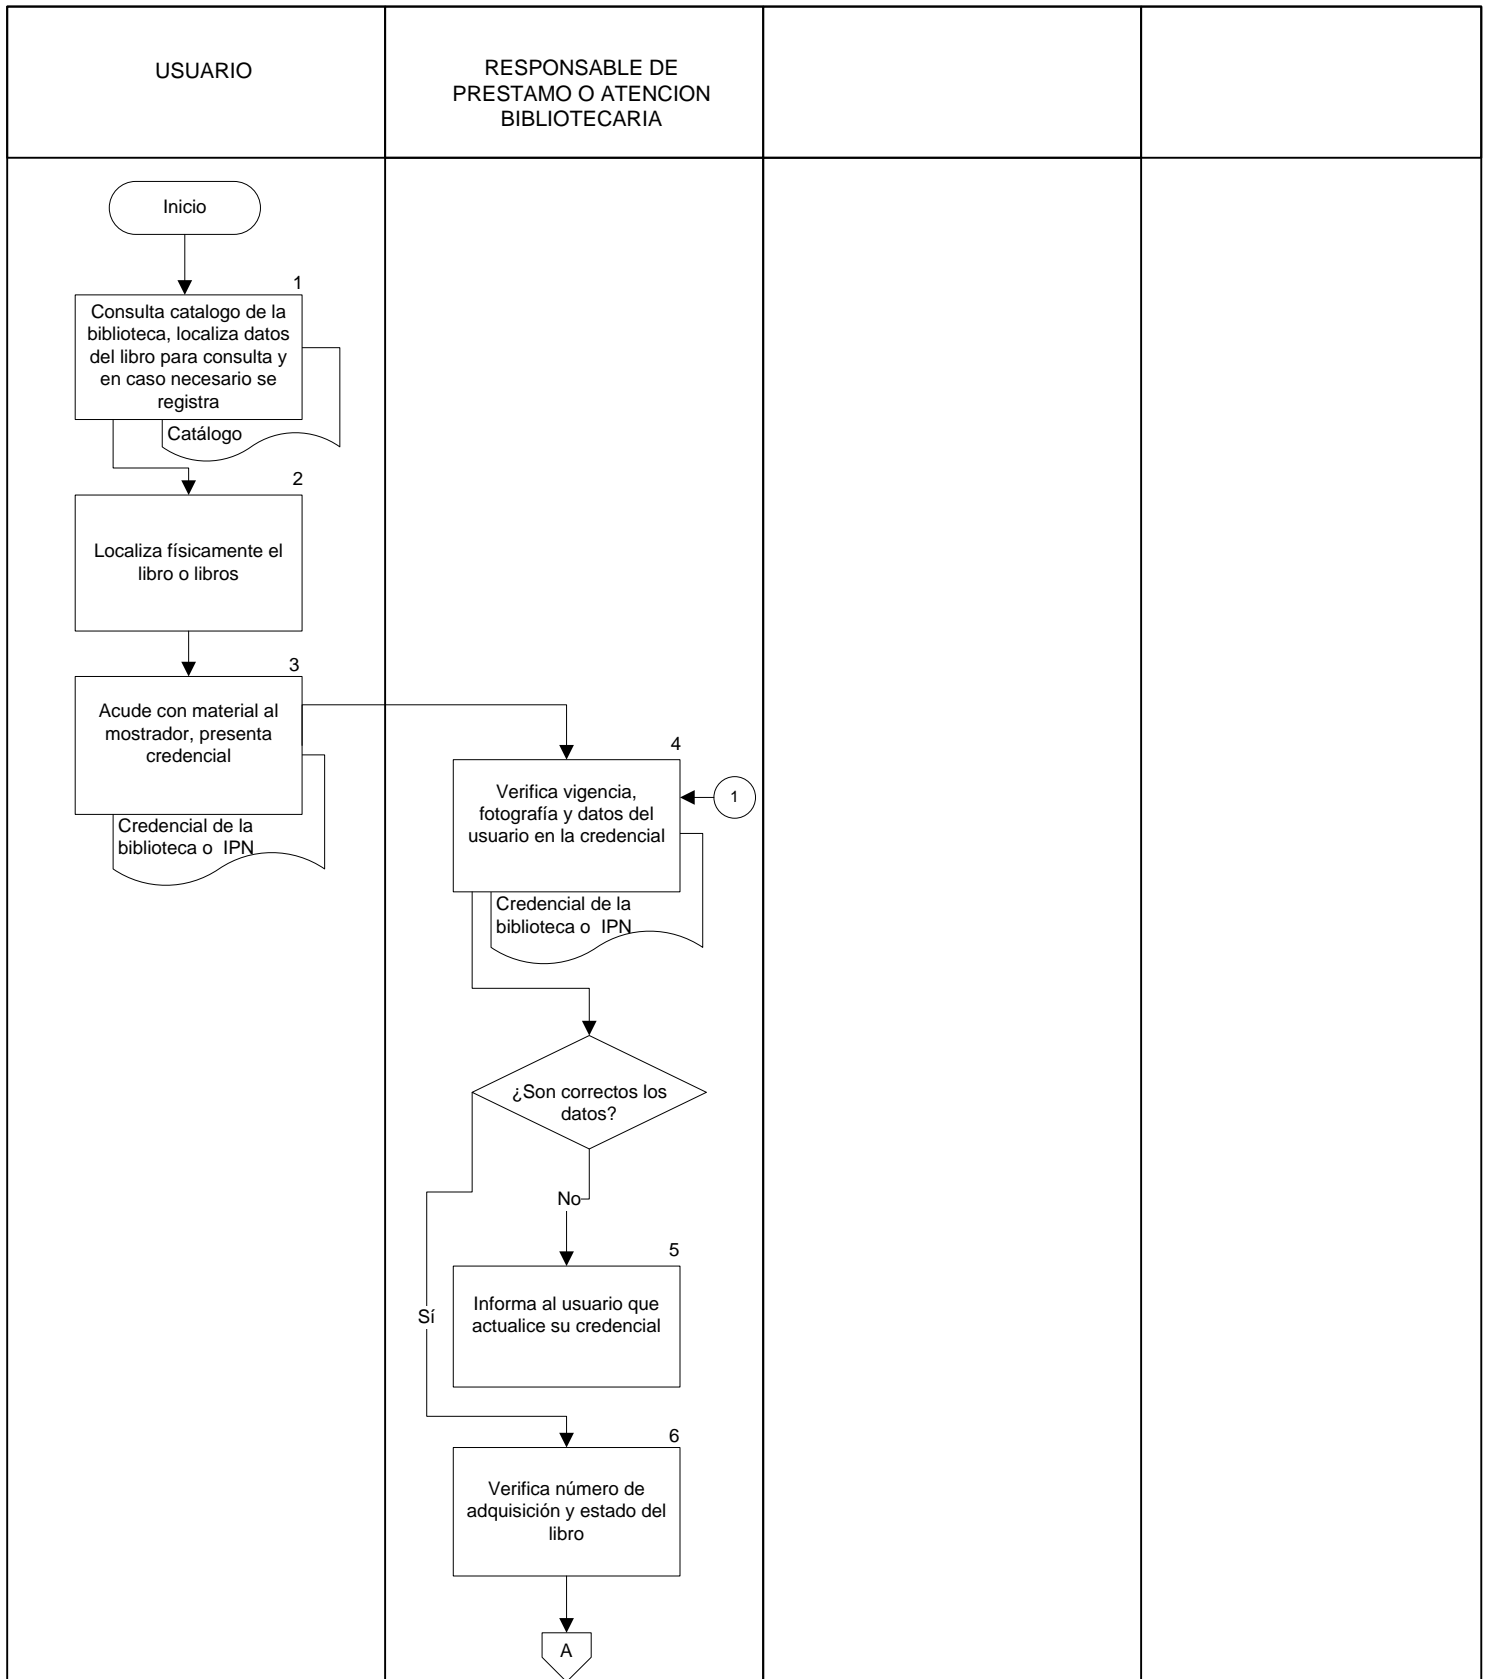 USUARIO
RESPONSABLE DE
PRESTAMO O ATENCION
BIBLIOTECARIA
Inicio
1
Consulta catalogo de la
biblioteca, localiza datos
del libro para consulta y
en caso necesario se
registra
Catálogo
2
Localiza físicamente el
libro o libros
3
Acude con material al
mostrador, presenta
credencial
Credencial de la
biblioteca o IPN
4
Verifica vigencia,
fotografía y datos del
usuario en la credencial
1
Credencial de la
biblioteca o IPN
¿Son correctos los
datos?
No
5
Informa al usuario que
actualice su credencial
Sí
6
Verifica número de
adquisición y estado del
libro
A